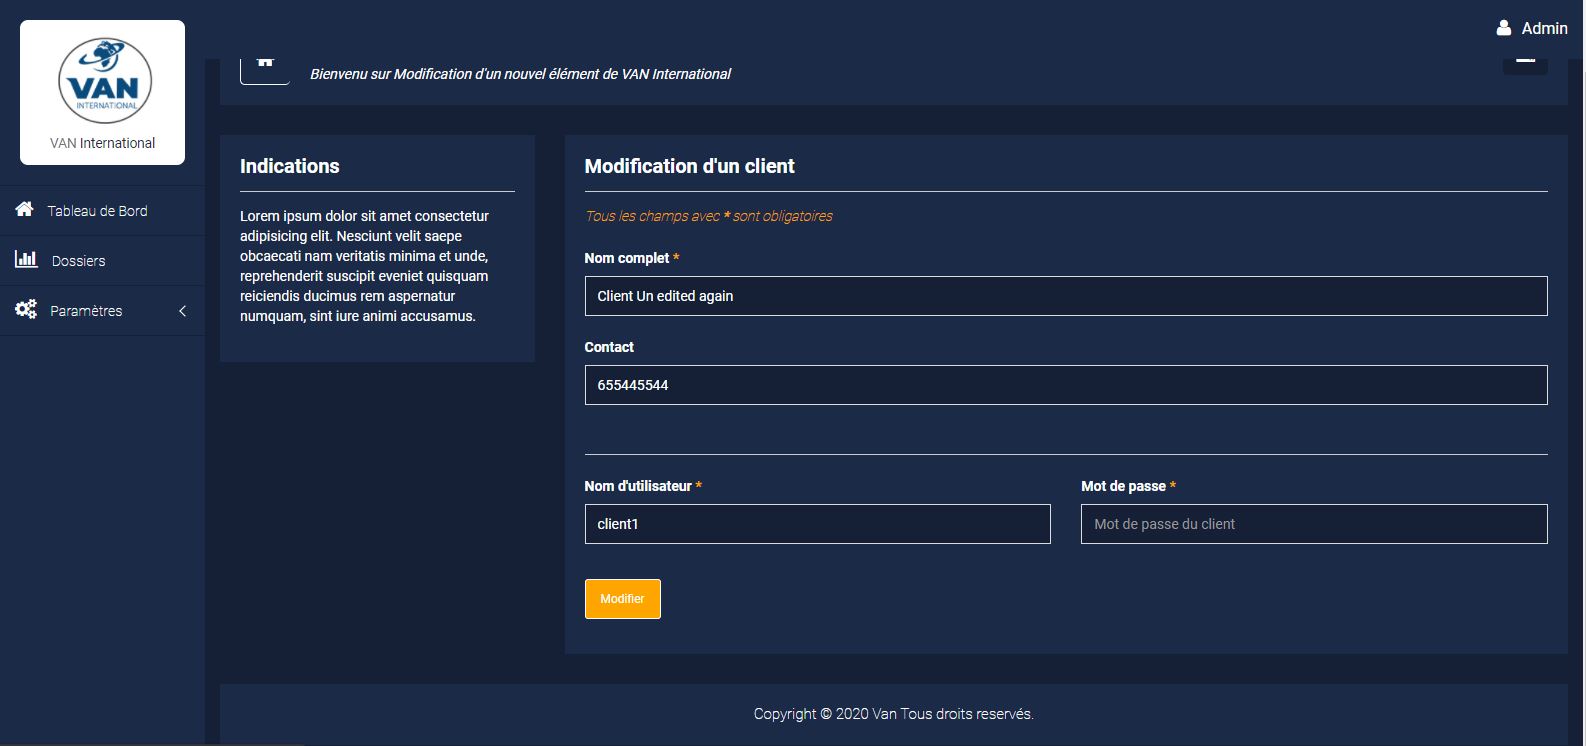 Admin
VAN
INTERNATIONAL
VAN International
Tableau de Bord
Dossiers
Paramètres
Bienvenu sur Modification d'un nouvel élément de VAN International
Indications
Lorem ipsum dolor sit amet consectetur
adipisicing elit. Nesciunt velit saepe
obcaecati nam veritatis minima et unde,
reprehenderit suscipit eveniet quisquam
reiciendis ducimus rem aspernatur
numquam, sint iure animi accusamus.
Modification d'un client
Tous les champs avec * sont obligatoires
Nom complet *
Client Un edited again
Contact
655445544
Nom d'utilisateur *
client1
Mot de passe *
Mot de passe du client
Modifier
Copyright © 2020 Van Tous droits reservés.